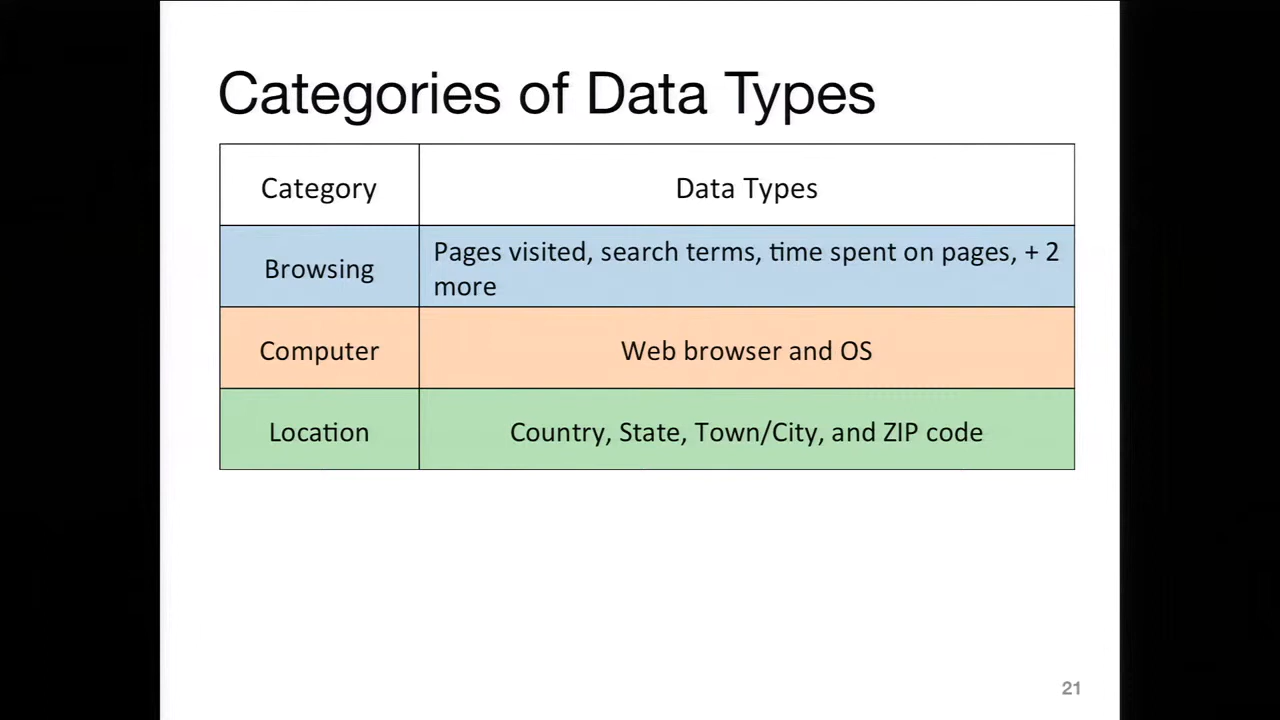 Categories of Data Types
Category
Data Types
Browsing
Pages visited, search terms, time spent on pages, + 2
more
Computer
Web browser and OS
Location
Country, State, Town/City, and ZIP code
21